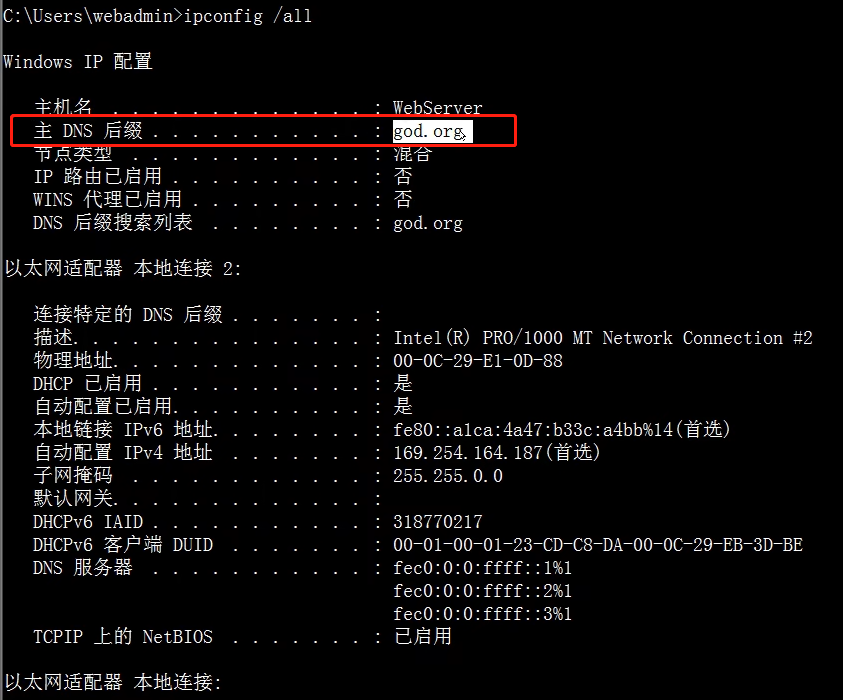 C:\Users\webadmin>ipconfig /all
Windows IP 配置
主机名 . . . . . . . . . . . . . : WebServer
主 DNS 后缀 . . . . . . . . . . . : god.org
节点类型 . . . . . . . . . . . . : 混合
IP 路由已启用 . . . . . . . . . . : 否
WINS 代理已启用 . . . . . . . . . : 否
DNS 后缀搜索列表 . . . . . . . . : god.org
以太网适配器 本地连接 2:
连接特定的 DNS 后缀 . . . . . . . :
描述. . . . . . . . . . . . . . . : Intel(R) PRO/1000 MT Network Connection #2
物理地址. . . . . . . . . . . . . : 00-0C-29-E1-0D-88
DHCP 已启用 . . . . . . . . . . . : 是
自动配置已启用. . . . . . . . . . : 是
本地链接 IPv6 地址. . . . . . . . : fe80::a1ca:4a47:b33c:a4bb%14(首选)
自动配置 IPv4 地址 . . . . . . . : 169.254.164.187(首选)
子网掩码 . . . . . . . . . . . . : 255.255.0.0
默认网关. . . . . . . . . . . . . :
DHCPv6 IAID . . . . . . . . . . . : 318770217
DHCPv6 客户端 DUID . . . . . . . : 00-01-00-01-23-CD-C8-DA-00-0C-29-EB-3D-BE
DNS 服务器 . . . . . . . . . . . : fec0:0:0:ffff::1%1
fec0:0:0:ffff::2%1
fec0:0:0:ffff::3%1
TCPIP 上的 NetBIOS . . . . . . . : 已启用
以太网适配器 本地连接: